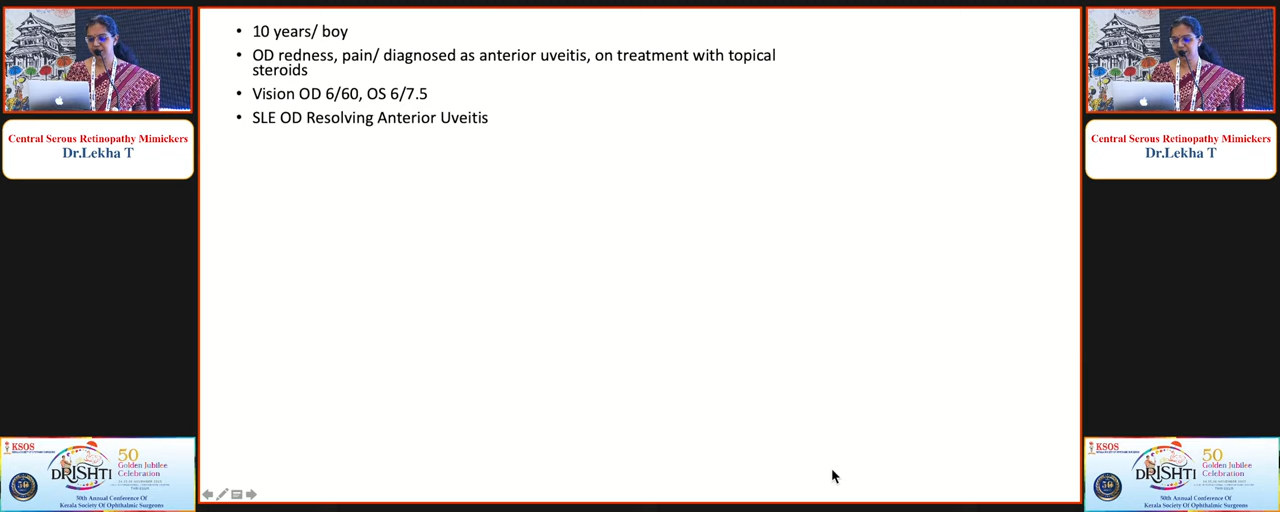 • 10 years/ boy
• OD redness, pain/ diagnosed as anterior uveitis, on treatment with topical
steroids
• Vision OD 6/60, OS 6/7.5
• SLE OD Resolving Anterior Uveitis
Central Serous Retinopathy Mimickers
Dr.Lekha T
Central Serous Retinopathy Mimickers
Dr.Lekha T
KSOS
50
Golden Jubilee
Celebration
DRISHTI
50th Annual Conference Of
Kerala Society Of Ophthalmic Surgeons
KSOS
50
Golden Jubilee
Celebration
DRISHTI
50th Annual Conference Of
Kerala Society Of Ophthalmic Surgeons